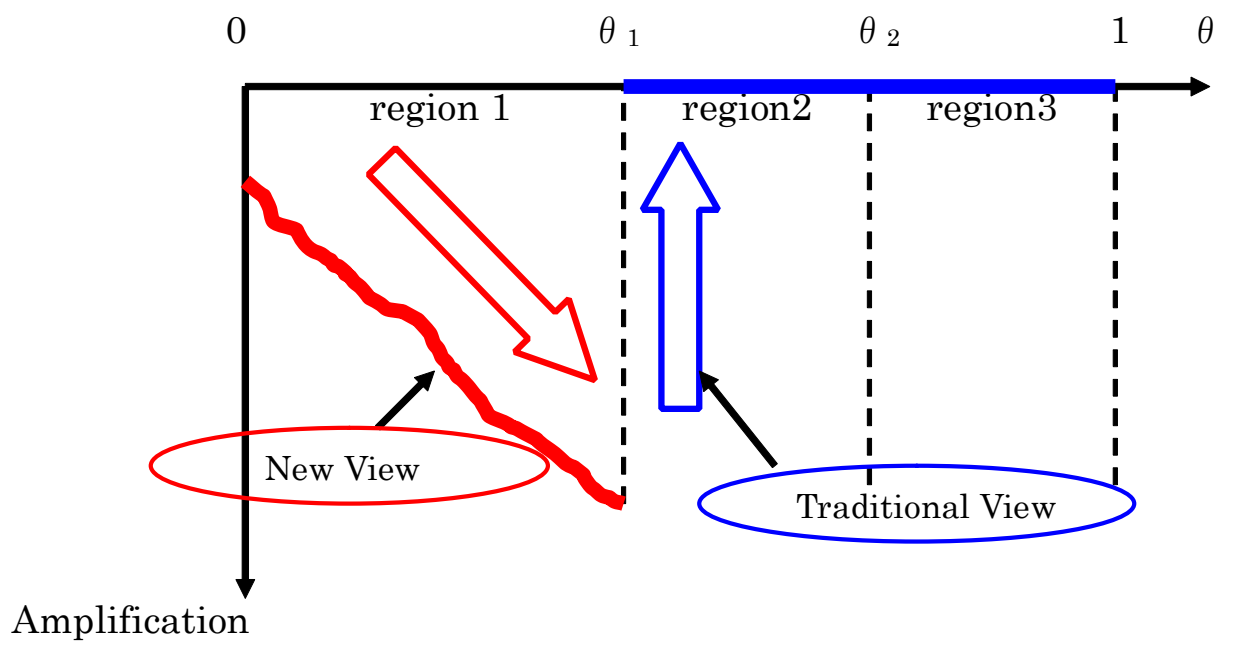 0 θ 1 θ 2 1 θ
region 1 region2 region3
New View
Traditional View
Amplification